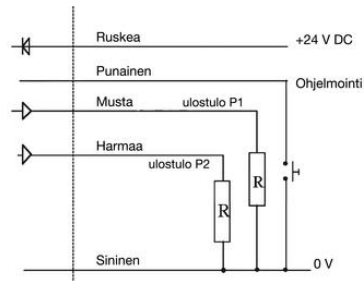 Ruskea
+24 V DC
Punainen
Ohjelmointi
Musta
ulostulo P1
Harmaa
ulostulo P2
R
R
Sininen
0 V